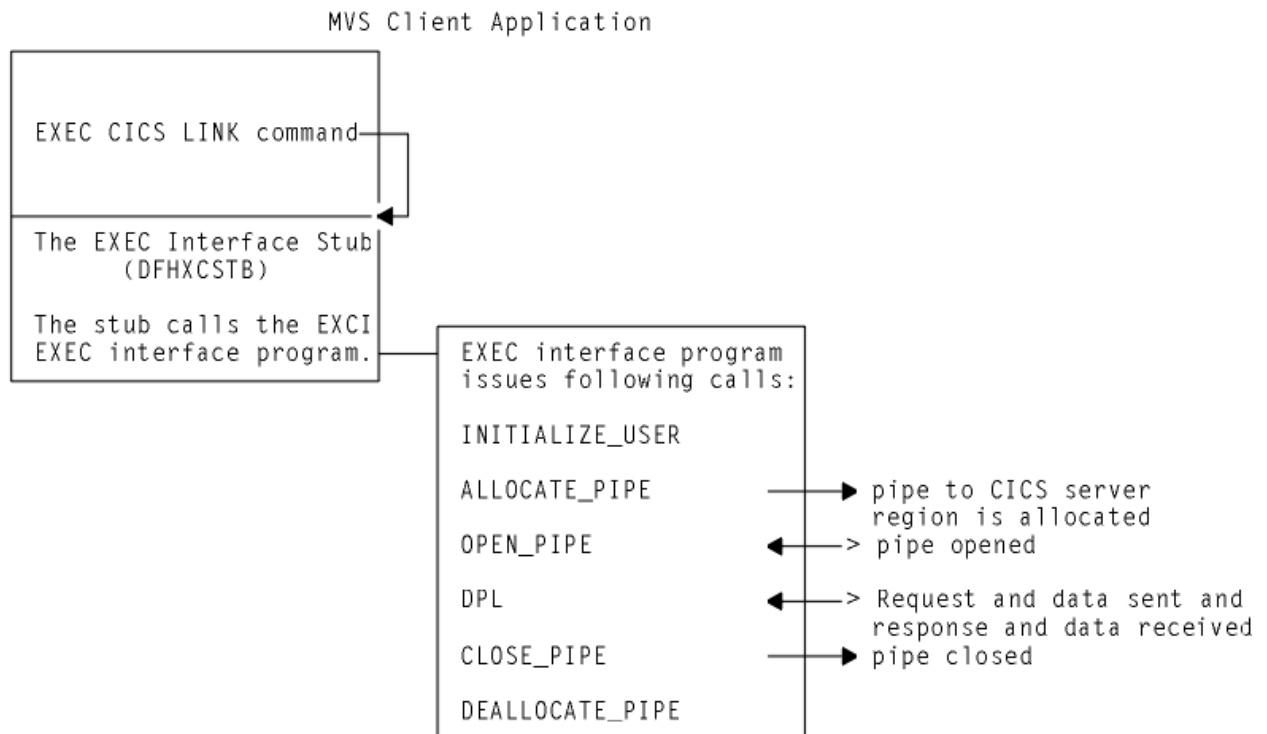 MVS Client Application
EXEC CICS LINK command
The EXEC Interface Stub
(DFHXCSTB)
The stub calls the EXCI
EXEC interface program.
EXEC interface program
issues following calls:
INITIALIZE_USER
ALLOCATE_PIPE
pipe to CICS server
region is allocated
OPEN_PIPE
> pipe opened
DPL
> Request and data sent and
response and data received
CLOSE_PIPE
pipe closed
DEALLOCATE_PIPE